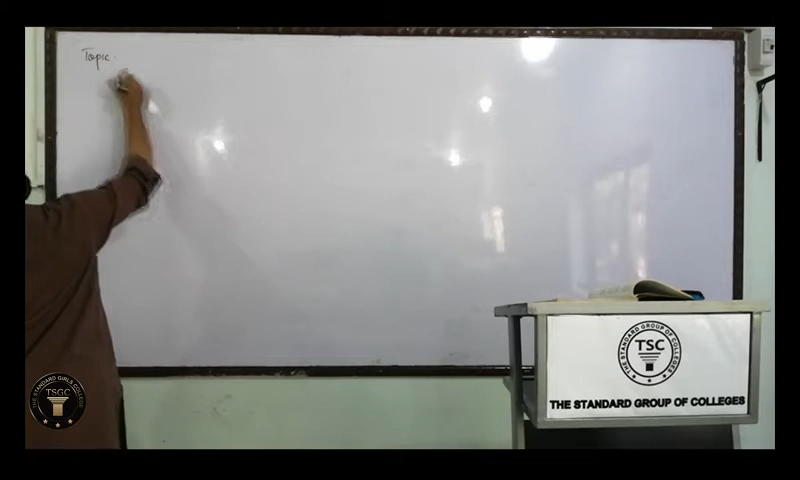 Topic.
THE STANDARD GROUP OF COLLEGES
TSC
THE STANDARD GROUP OF COLLEGES
THE STANDARD GIRLS COLLEGE
TSGC